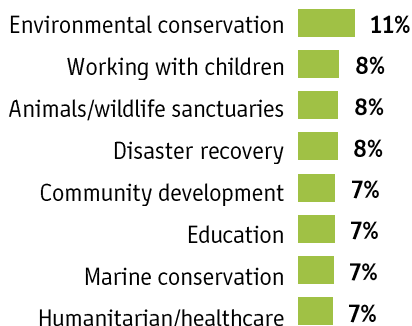 Environmental conservation 11%
Working with children 8%
Animals/wildlife sanctuaries 8%
Disaster recovery 8%
Community development 7%
Education 7%
Marine conservation 7%
Humanitarian/healthcare 7%